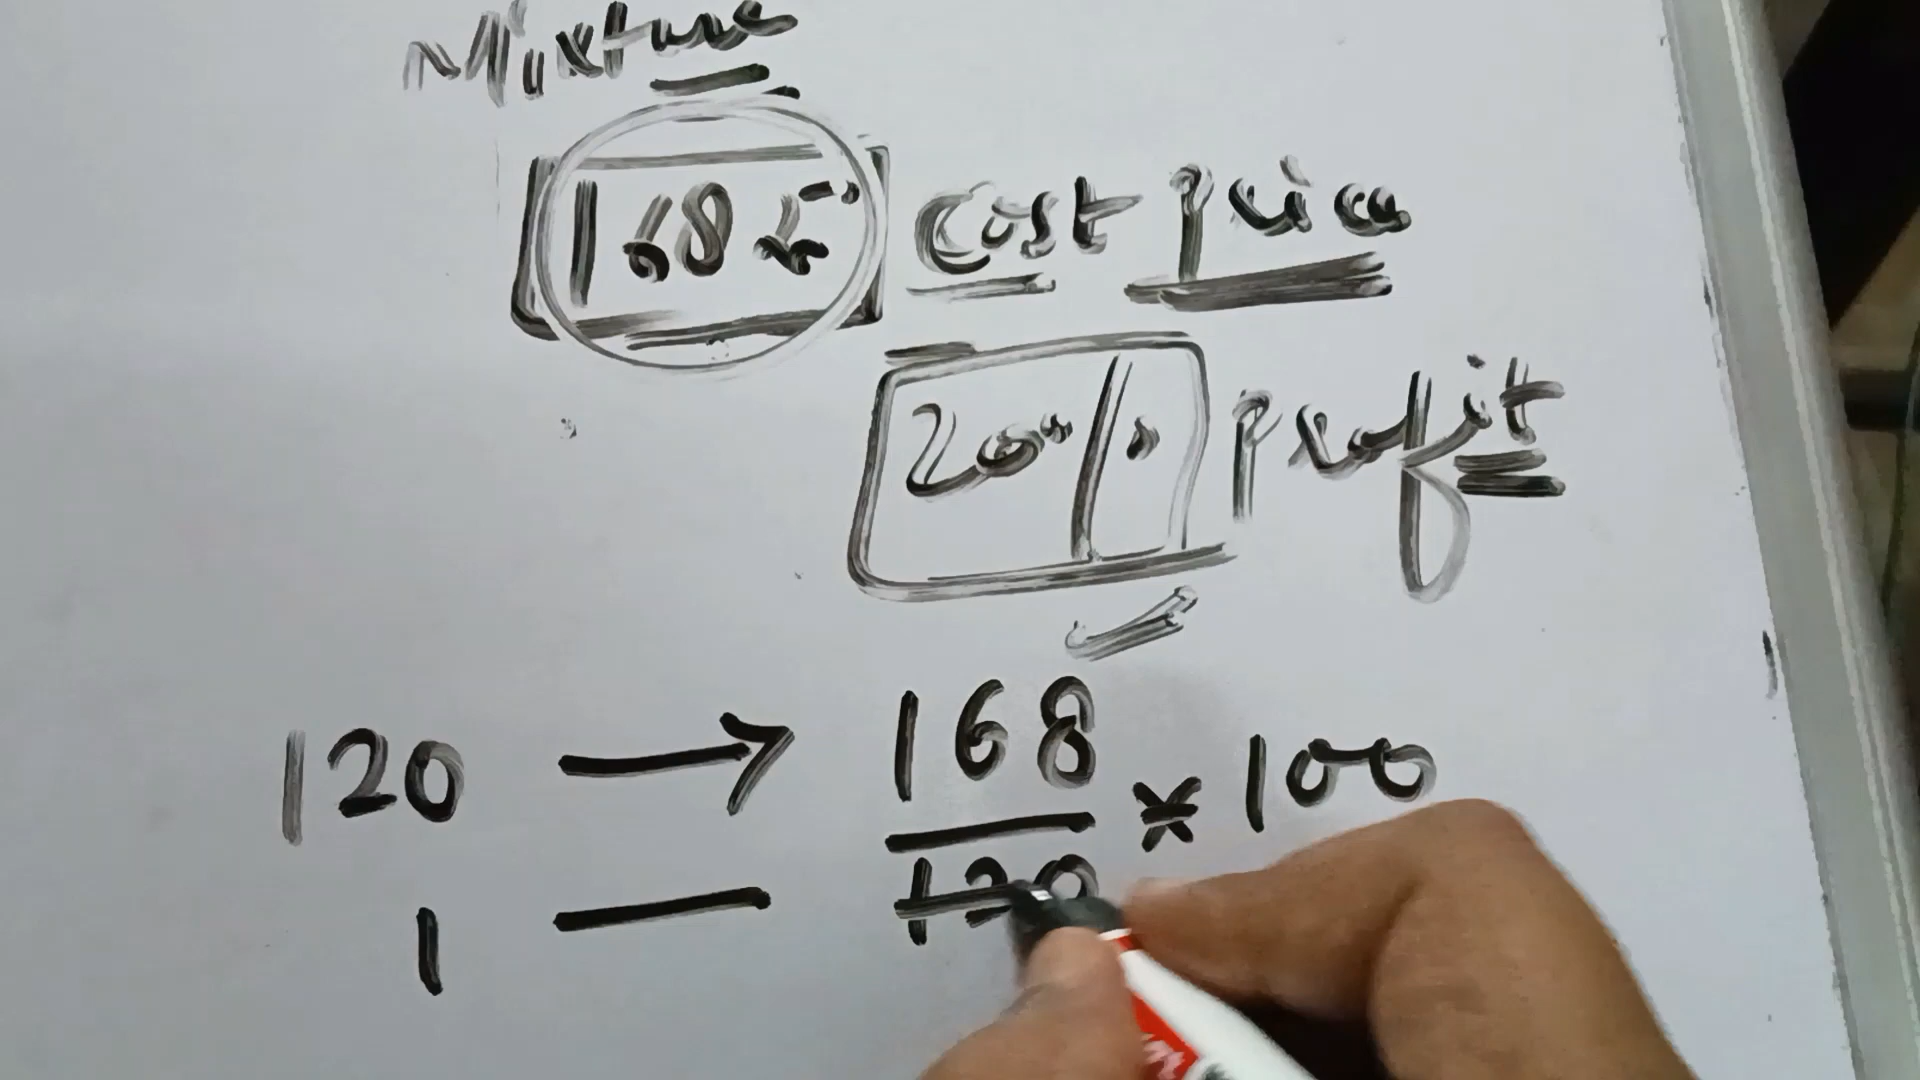 Mixture
168 Cost Price
20% Profit
120 → 168/120 * 100
1 —